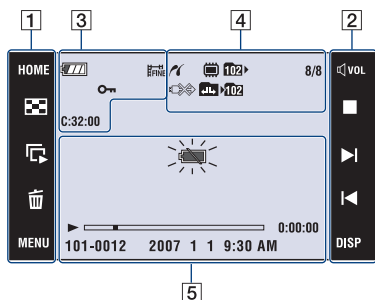 1
3
4
2
HOME
FINE
102
8/8
VOL
102
C:32:00
0:00:00
101-0012 2007 1 1 9:30 AM
MENU
DISP
5